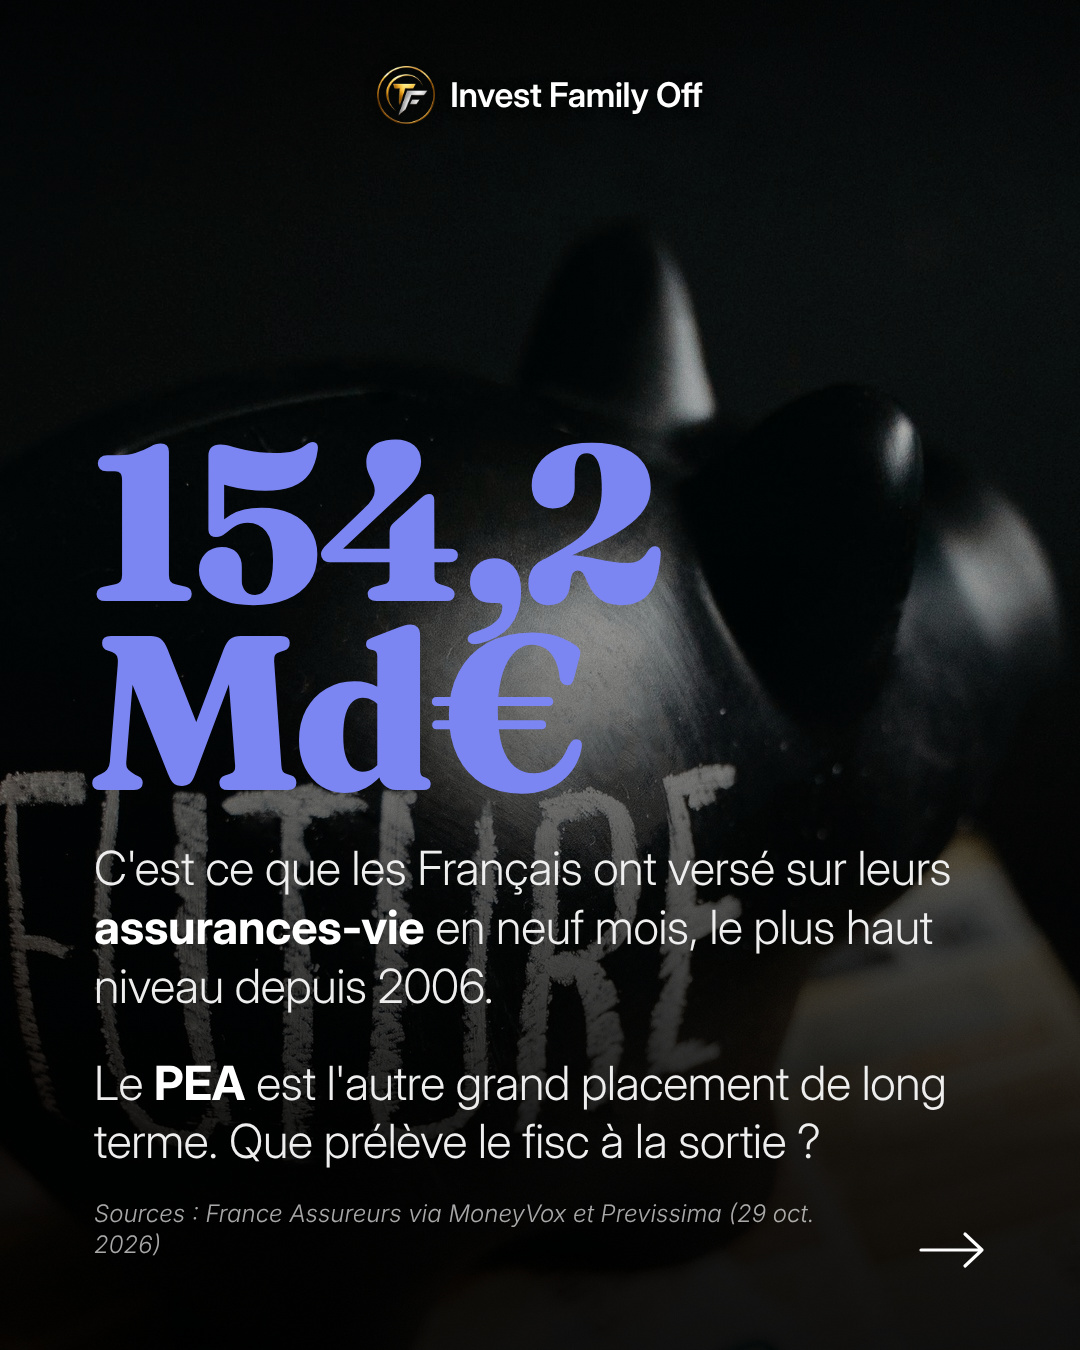 TF Invest Family Off
154,2
Md€
FUTURE
C'est ce que les Français ont versé sur leurs
assurances-vie en neuf mois, le plus haut
niveau depuis 2006.
Le PEA est l'autre grand placement de long
terme. Que prélève le fisc à la sortie ?
Sources : France Assureurs via MoneyVox et Previssima (29 oct.
2026)